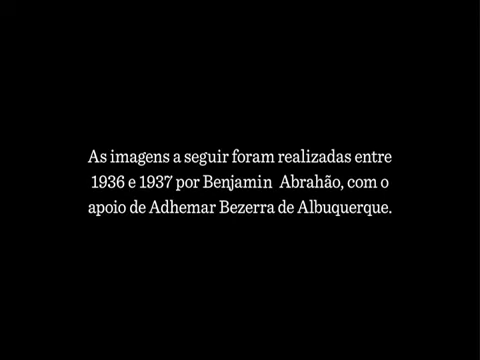 As imagens a seguir foram realizadas entre
1936 e 1937 por Benjamin Abrahão, com o
apoio de Adhemar Bezerra de Albuquerque.